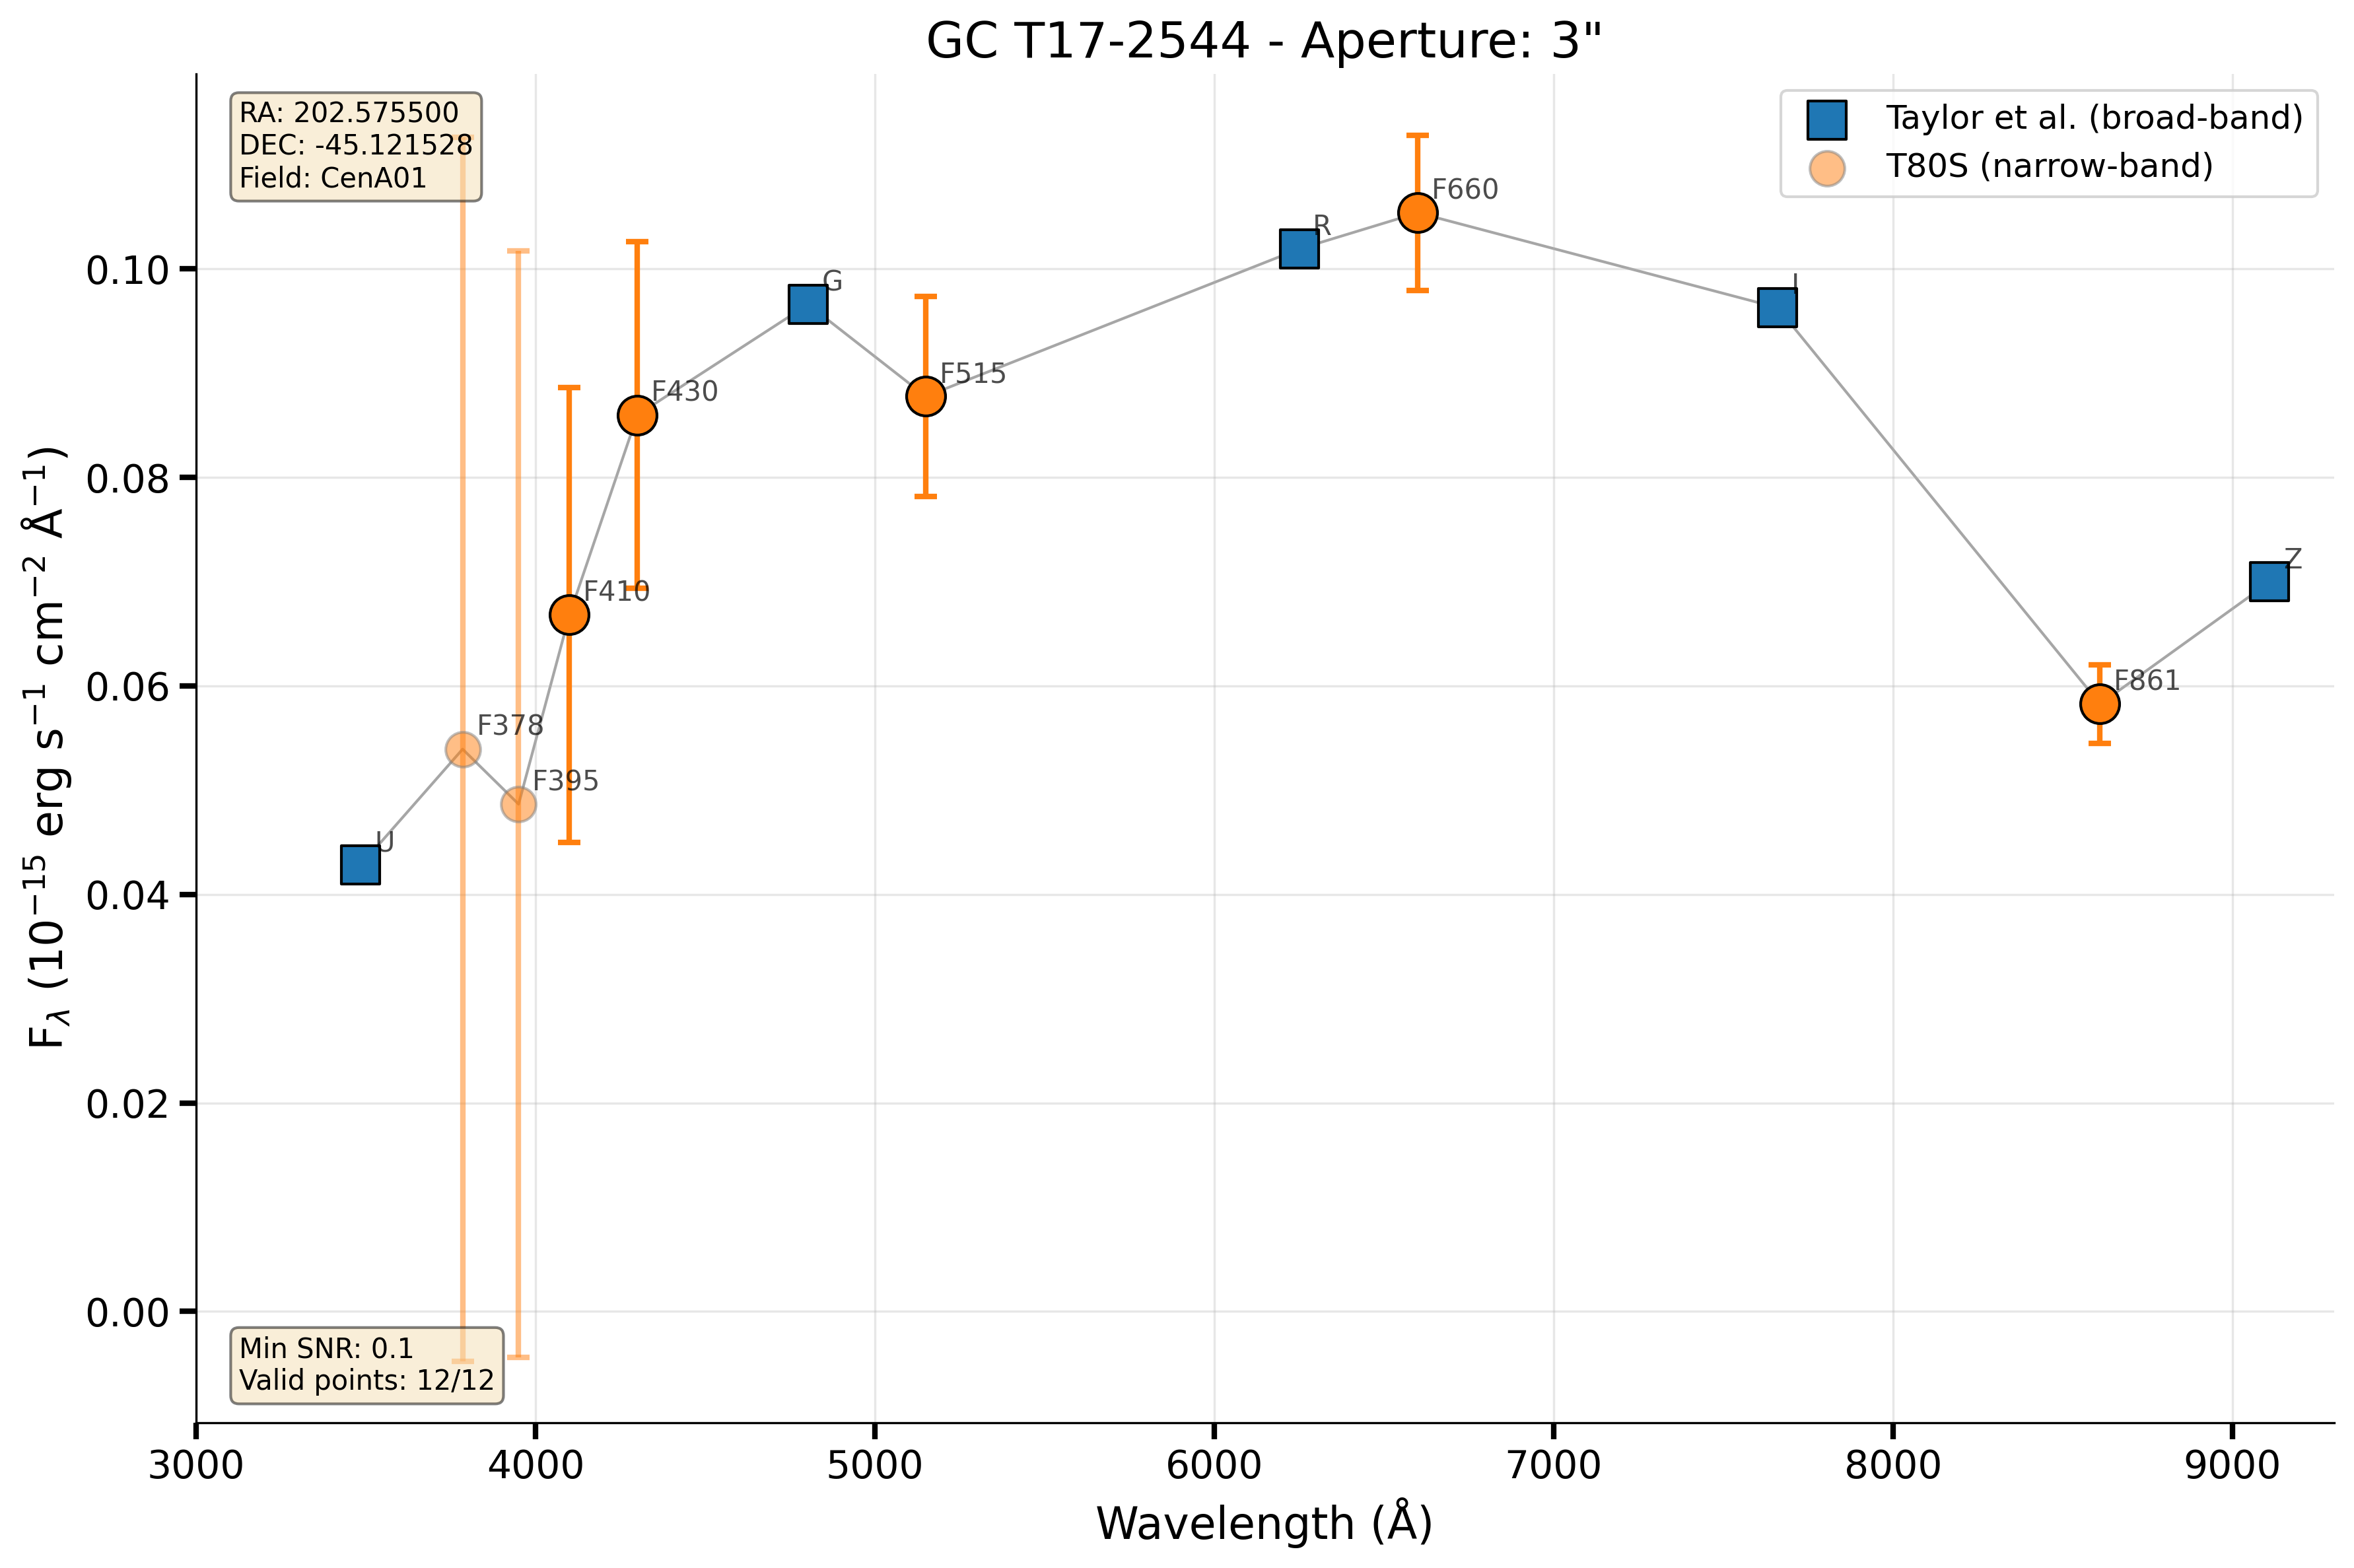 GC T17-2544 - Aperture: 3"
RA: 202.575500
DEC: -45.121528
Field: CenA01
Taylor et al. (broad-band)
T80S (narrow-band)
F660
R
G
I
F430
F515
F410
Z
F861
F378
F395
U
0.10
0.08
0.06
0.04
0.02
0.00
F_λ (10⁻¹⁵ erg s⁻¹ cm⁻² Å⁻¹)
Min SNR: 0.1
Valid points: 12/12
3000 4000 5000 6000 7000 8000 9000
Wavelength (Å)